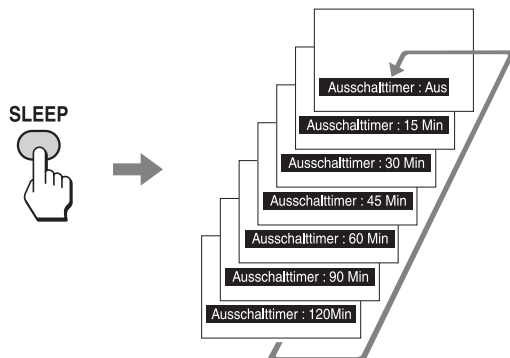 SLEEP
Ausschalttimer : Aus
Ausschalttimer : 15 Min
Ausschalttimer : 30 Min
Ausschalttimer : 45 Min
Ausschalttimer : 60 Min
Ausschalttimer : 90 Min
Ausschalttimer : 120Min